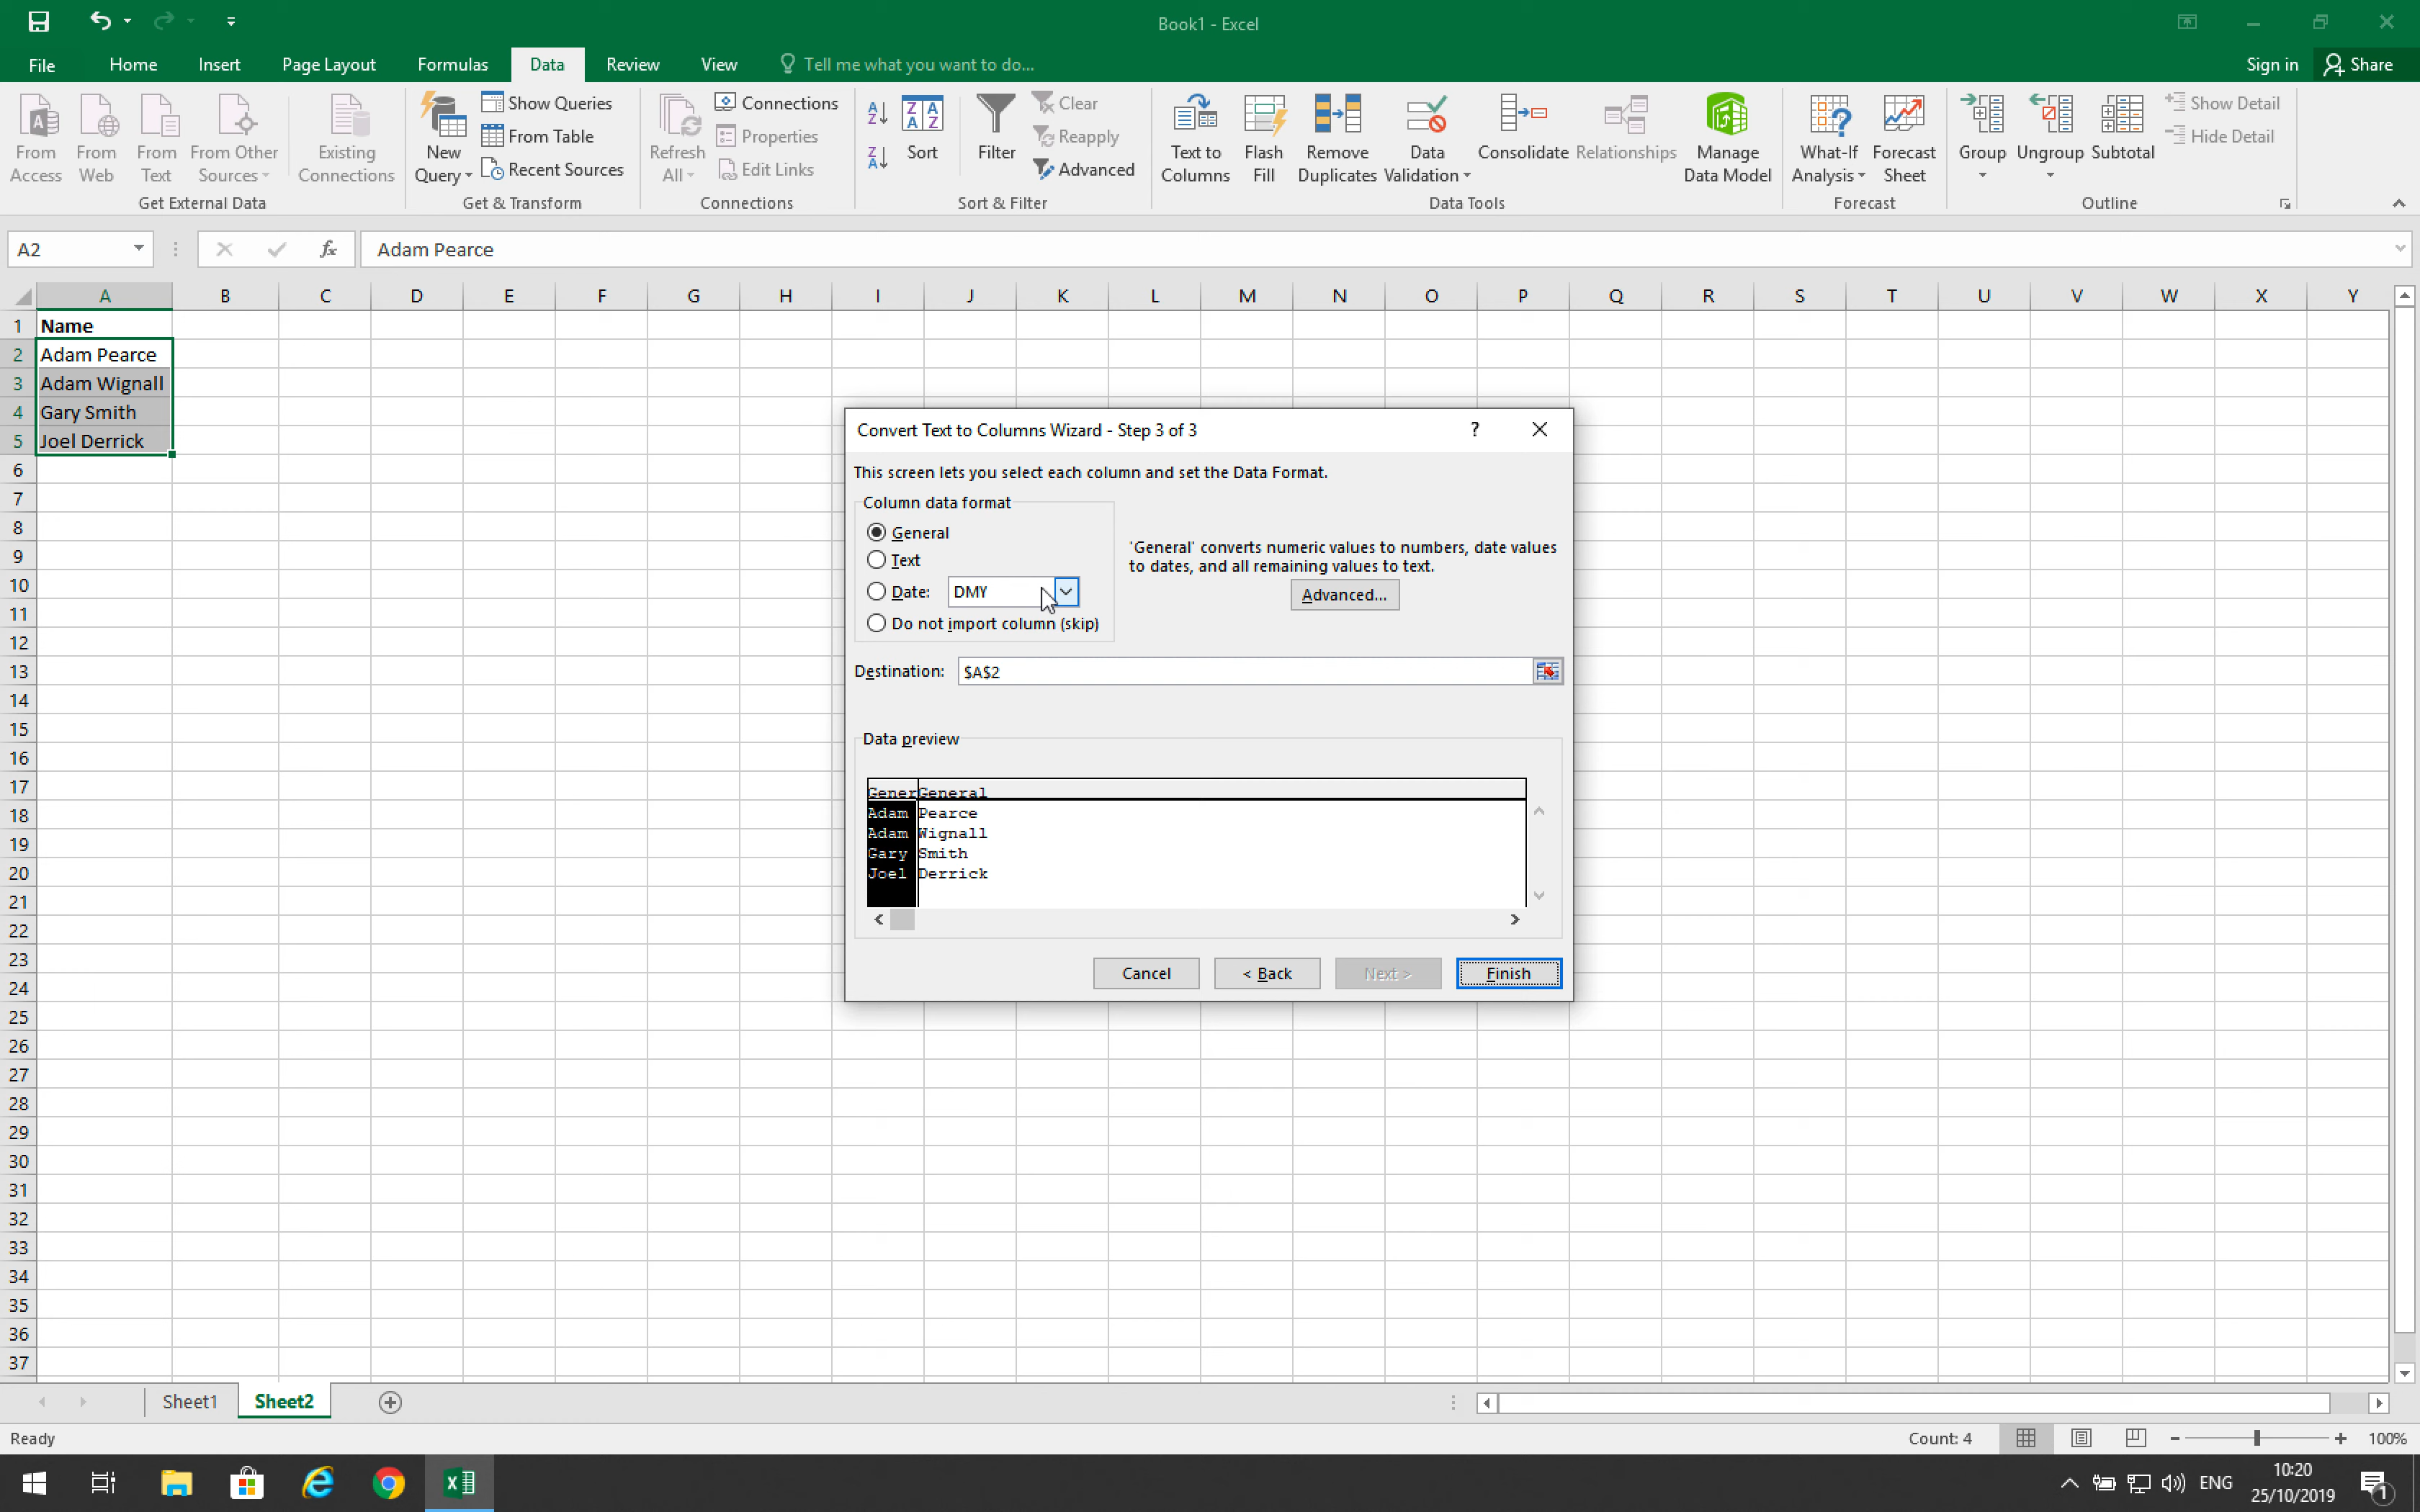 Book1 - Excel
File Home Insert Page Layout Formulas Data Review View Tell me what you want to do... Sign in Share
From Access
From Web
From Text
From Other Sources
Existing Connections
Get External Data
New Query
Show Queries
From Table
Recent Sources
Get & Transform
Refresh All
Connections
Properties
Edit Links
Connections
Sort
Filter
Clear
Reapply
Advanced
Sort & Filter
Text to Columns
Flash Fill
Remove Duplicates
Data Validation
Consolidate
Relationships
Manage Data Model
Data Tools
What-If Analysis
Forecast Sheet
Forecast
Group
Ungroup
Subtotal
Show Detail
Hide Detail
Outline
A2 fx Adam Pearce
A B C D E F G H I J K L M N O P Q R S T U V W X Y
1 Name
2 Adam Pearce
3 Adam Wignall
4 Gary Smith
5 Joel Derrick
6
7
8
9
10
11
12
13
14
15
16
17
18
19
20
21
22
23
24
25
26
27
28
29
30
31
32
33
34
35
36
37
Convert Text to Columns Wizard - Step 3 of 3 ?
This screen lets you select each column and set the Data Format.
Column data format
General
Text
Date: DMY
Do not import column (skip)
'General' converts numeric values to numbers, date values
to dates, and all remaining values to text.
Advanced...
Destination: $A$2
Data preview
Gener General
Adam Pearce
Adam Wignall
Gary Smith
Joel Derrick
Cancel < Back Next > Finish
Sheet1 Sheet2
Ready Count: 4 100%
ENG 10:20
25/10/2019 1